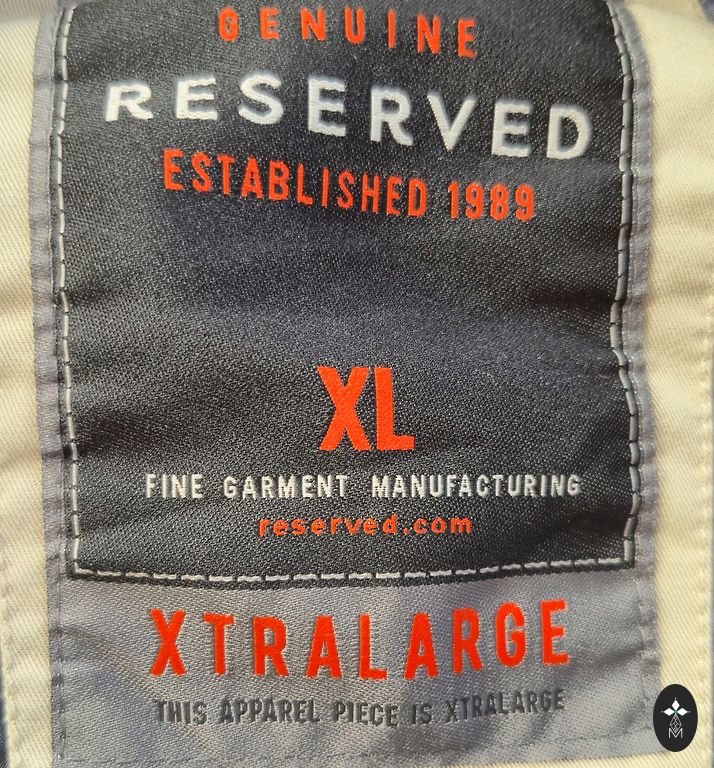 GENUINE
RESERVED
ESTABLISHED 1989
XL
FINE GARMENT MANUFACTURING
reserved.com
XTRALARGE
THIS APPAREL PIECE IS XTRALARGE
M